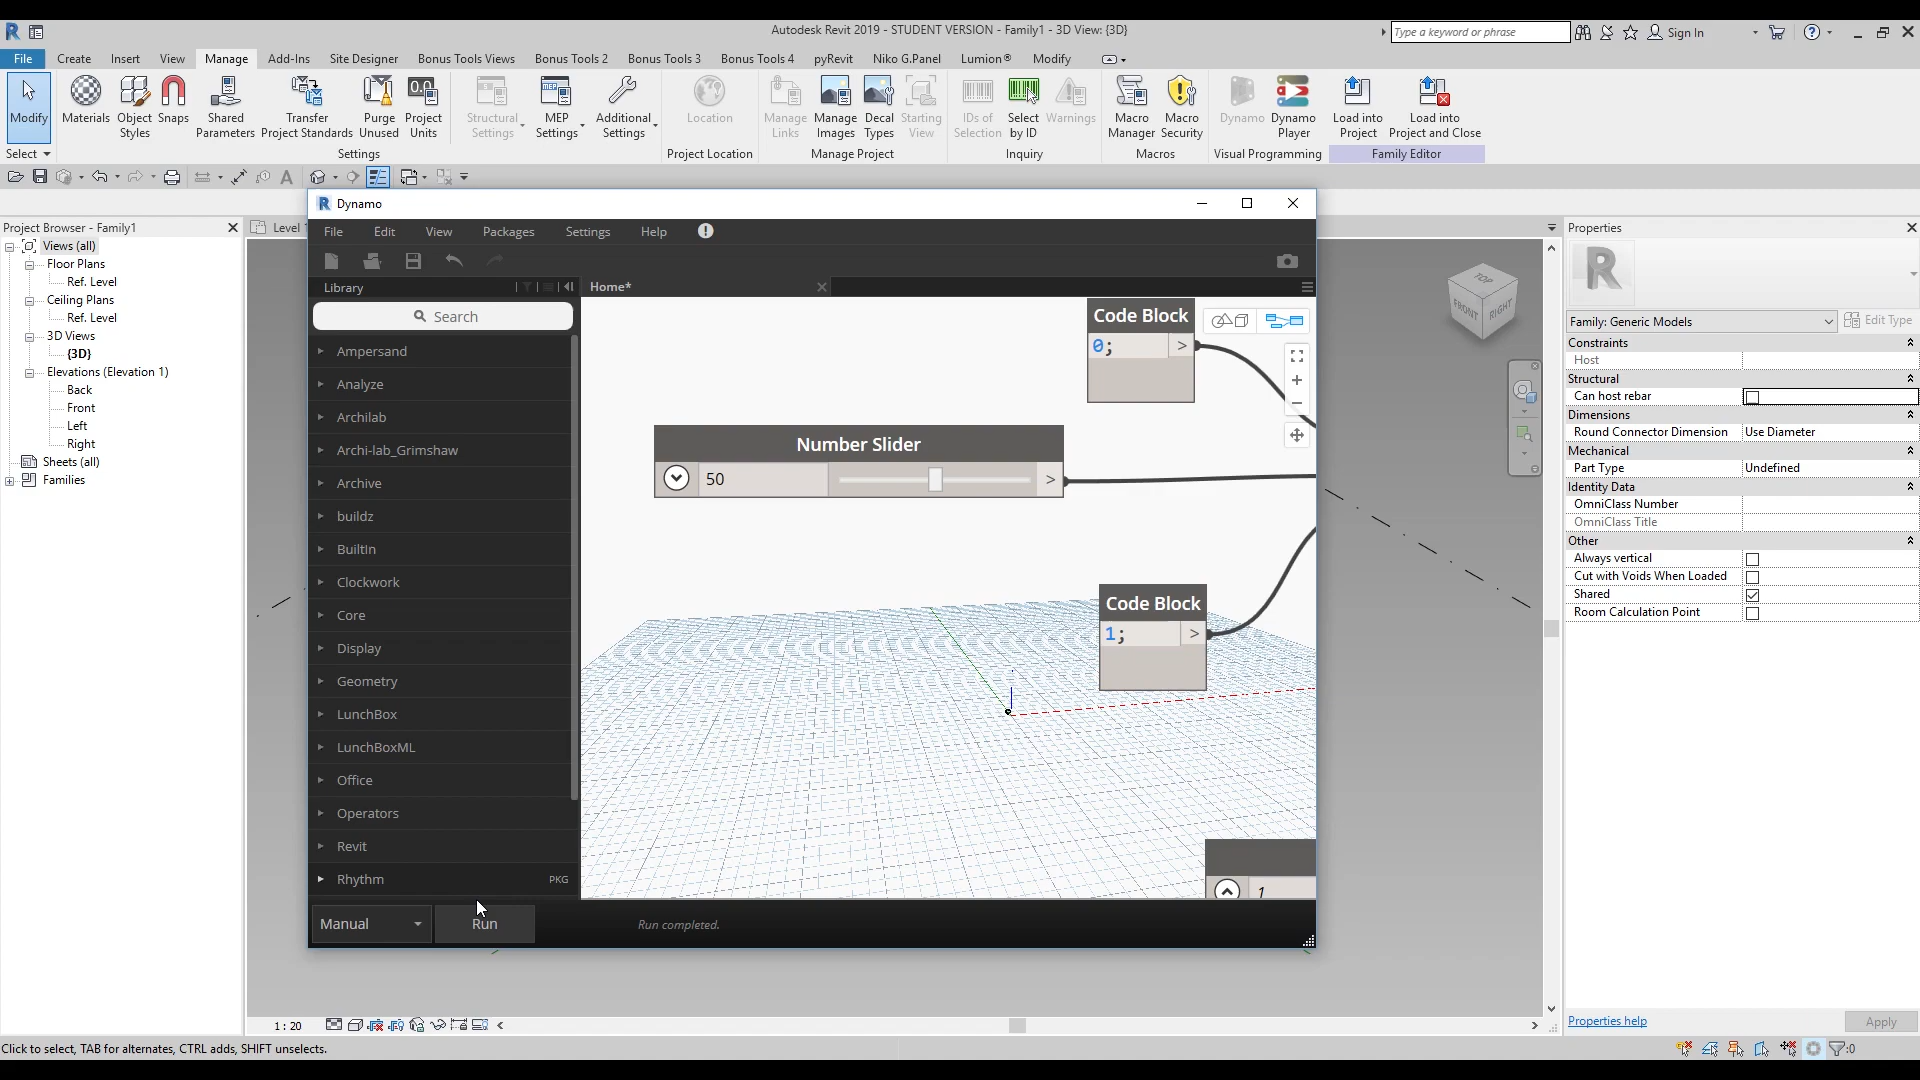 Autodesk Revit 2019 - STUDENT VERSION - Family1 - 3D View: {3D}
Type a keyword or phrase
Sign In
File Create Insert View Manage Add-Ins Site Designer Bonus Tools Views Bonus Tools 2 Bonus Tools 3 Bonus Tools 4 pyRevit Niko G.Panel Lumion® Modify
Modify
Materials
Object Styles
Snaps
Shared Parameters
Transfer Project Standards
Purge Unused
Project Units
Structural Settings
MEP Settings
Additional Settings
Location
Manage Links
Manage Images
Decal Types
Starting View
IDs of Selection
Select by ID
Warnings
Macro Manager
Macro Security
Dynamo
Dynamo Player
Load into Project
Load into Project and Close
Select
Settings
Project Location
Manage Project
Inquiry
Macros
Visual Programming
Family Editor
Project Browser - Family1
Views (all)
Floor Plans
Ref. Level
Ceiling Plans
Ref. Level
3D Views
{3D}
Elevations (Elevation 1)
Back
Front
Left
Right
Sheets (all)
Families
Level
Dynamo
File Edit View Packages Settings Help
Library
Home*
Search
Ampersand
Analyze
Archilab
Archi-lab_Grimshaw
Archive
buildz
BuiltIn
Clockwork
Core
Display
Geometry
LunchBox
LunchBoxML
Office
Operators
Revit
Rhythm PKG
Manual
Run
Run completed.
Code Block
0; >
Number Slider
50 >
Code Block
1; >
1
TOP
FRONT
RIGHT
Properties
Family: Generic Models
Edit Type
Constraints
Host
Structural
Can host rebar
Dimensions
Round Connector Dimension Use Diameter
Mechanical
Part Type Undefined
Identity Data
OmniClass Number
OmniClass Title
Other
Always vertical
Cut with Voids When Loaded
Shared
Room Calculation Point
Properties help
Apply
1 : 20
Click to select, TAB for alternates, CTRL adds, SHIFT unselects.
:0